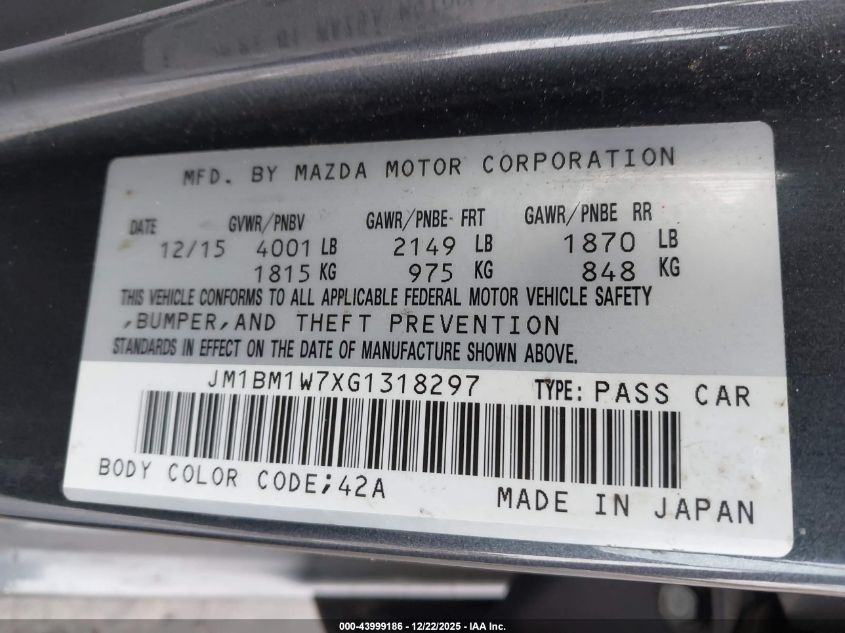 MFD. BY MAZDA MOTOR CORPORATION
DATE GVWR/PNBV GAWR/PNBE- FRT GAWR/PNBE RR
12/15 4001 LB 2149 LB 1870 LB
1815 KG 975 KG 848 KG
THIS VEHICLE CONFORMS TO ALL APPLICABLE FEDERAL MOTOR VEHICLE SAFETY
,BUMPER,AND THEFT PREVENTION
STANDARDS IN EFFECT ON THE DATE OF MANUFACTURE SHOWN ABOVE.
JM1BM1W7XG1318297 TYPE: PASS CAR
BODY COLOR CODE;42A MADE IN JAPAN
000-43999186 - 12/22/2025 - IAA Inc.